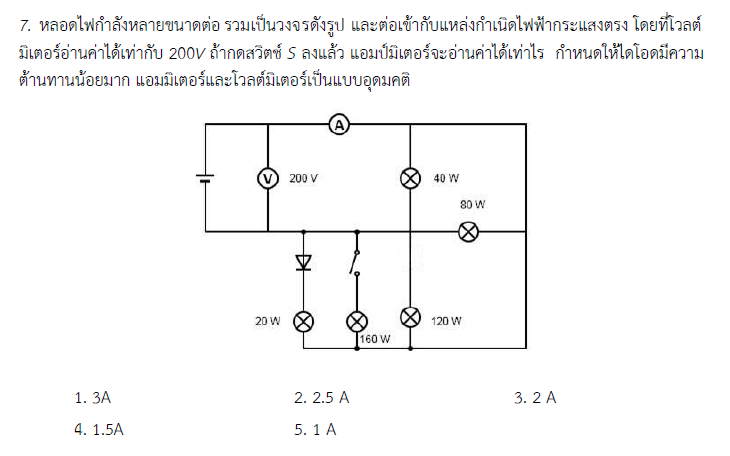 7. หลอดไฟกำลังหลายขนาดต่อ รวมเป็นวงจรดังรูป และต่อเข้ากับแหล่งกำเนิดไฟฟ้ากระแสงตรง โดยที่โวลต์
มิเตอร์อ่านค่าได้เท่ากับ 200V ถ้ากดสวิตซ์ S ลงแล้ว แอมป์มิเตอร์จะอ่านค่าได้เท่าไร กำหนดให้ไดโอดมีความ
ต้านทานน้อยมาก แอมมิเตอร์และโวลต์มิเตอร์เป็นแบบอุดมคติ
A
V 200 V
40 W
80 W
20 W
120 W
160 W
1. 3A 2. 2.5 A 3. 2 A
4. 1.5A 5. 1 A